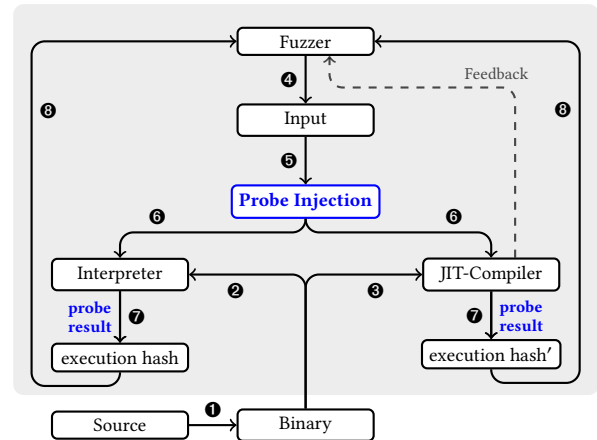 Fuzzer
Feedback
❽ ❹ ❽
Input
❺
Probe Injection
❻ ❻
Interpreter JIT-Compiler
❷ ❸
probe ❼ ❼ probe
result result
execution hash execution hash′
❶
Source Binary